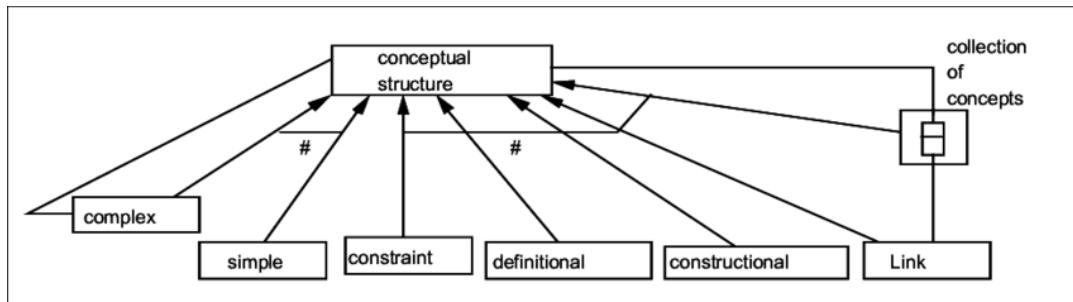 conceptual
structure
collection
of
concepts
#
#
complex
simple
constraint
definitional
constructional
Link